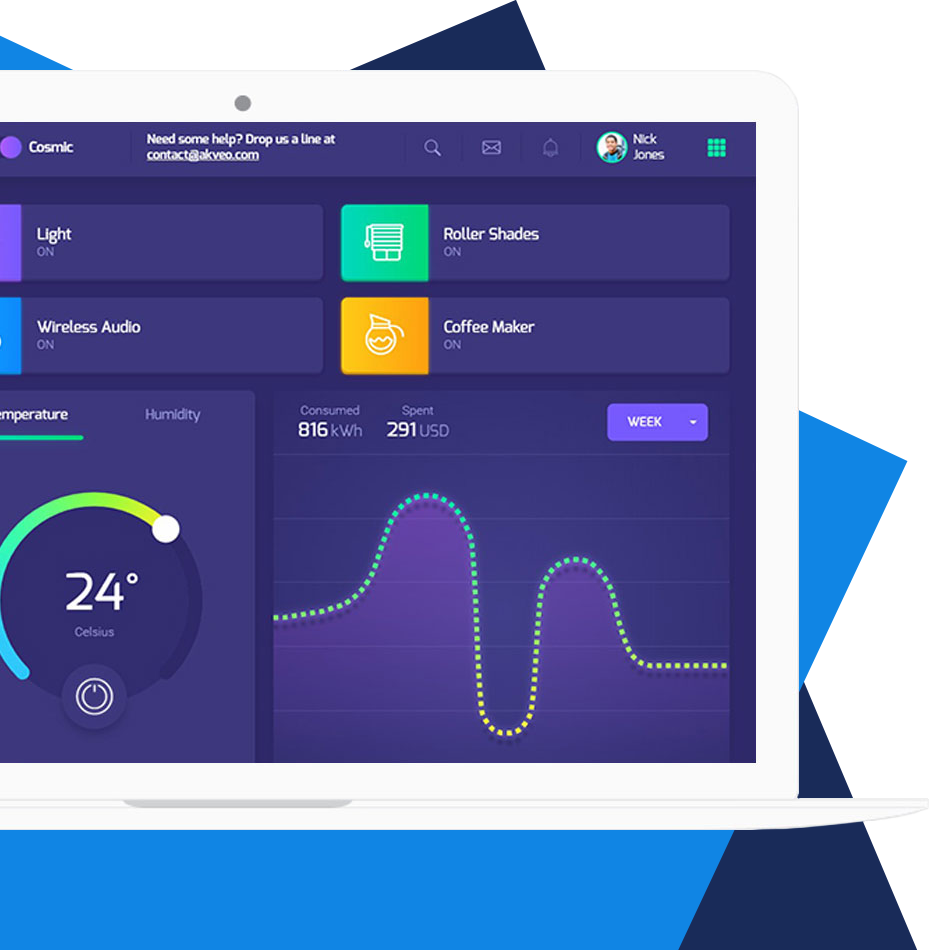 Cosmic
Need some help? Drop us a line at
contact@akveo.com
Nick
Jones
Light
ON
Roller Shades
ON
Wireless Audio
ON
Coffee Maker
ON
emperature
Humidity
Consumed
816 kWh
Spent
291 USD
WEEK
24°
Celsius